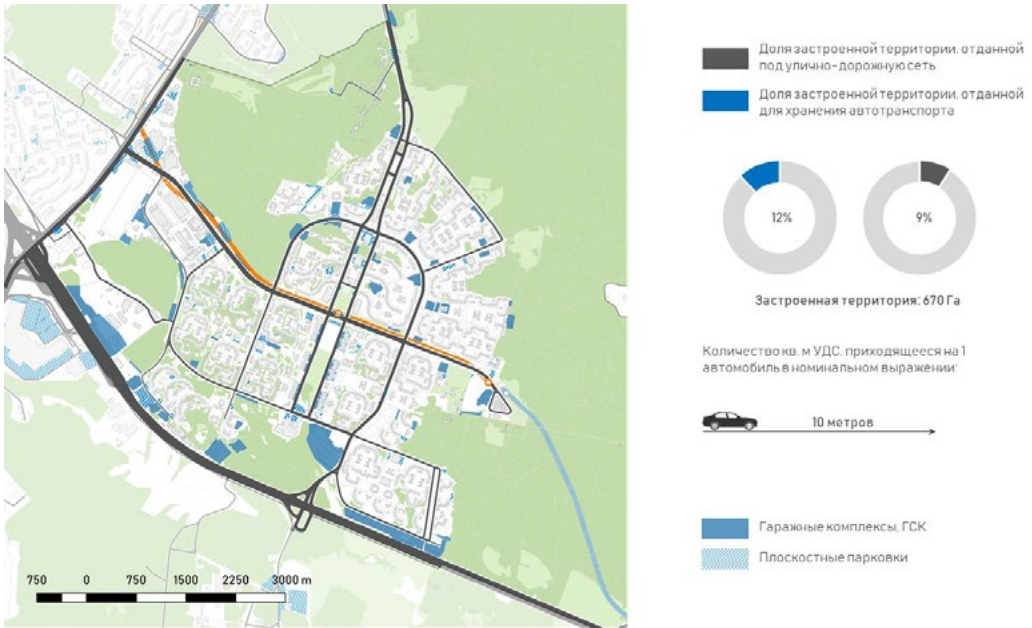 Доля застроенной территории, отданной
под улично-дорожную сеть
Доля застроенной территории, отданной
для хранения автотранспорта
12%
9%
Застроенная территория: 670 Га
Количество кв. м УДС, приходящееся на 1
автомобиль в номинальном выражении:
10 метров
Гаражные комплексы, ГСК
Плоскостные парковки
750 0 750 1500 2250 3000 m